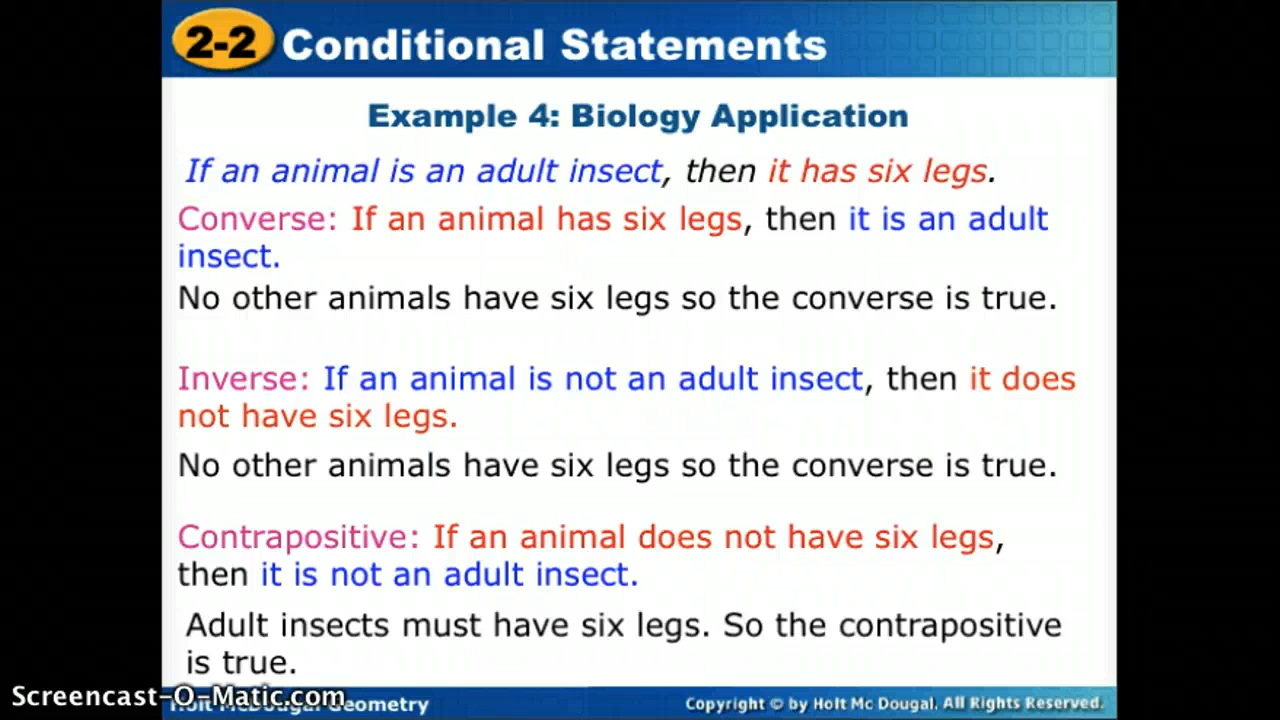 2-2 Conditional Statements
Example 4: Biology Application
If an animal is an adult insect, then it has six legs.
Converse: If an animal has six legs, then it is an adult
insect.
No other animals have six legs so the converse is true.
Inverse: If an animal is not an adult insect, then it does
not have six legs.
No other animals have six legs so the converse is true.
Contrapositive: If an animal does not have six legs,
then it is not an adult insect.
Adult insects must have six legs. So the contrapositive
is true.
Screencast-O-Matic.com
Holt McDougal Geometry
Copyright © by Holt Mc Dougal. All Rights Reserved.